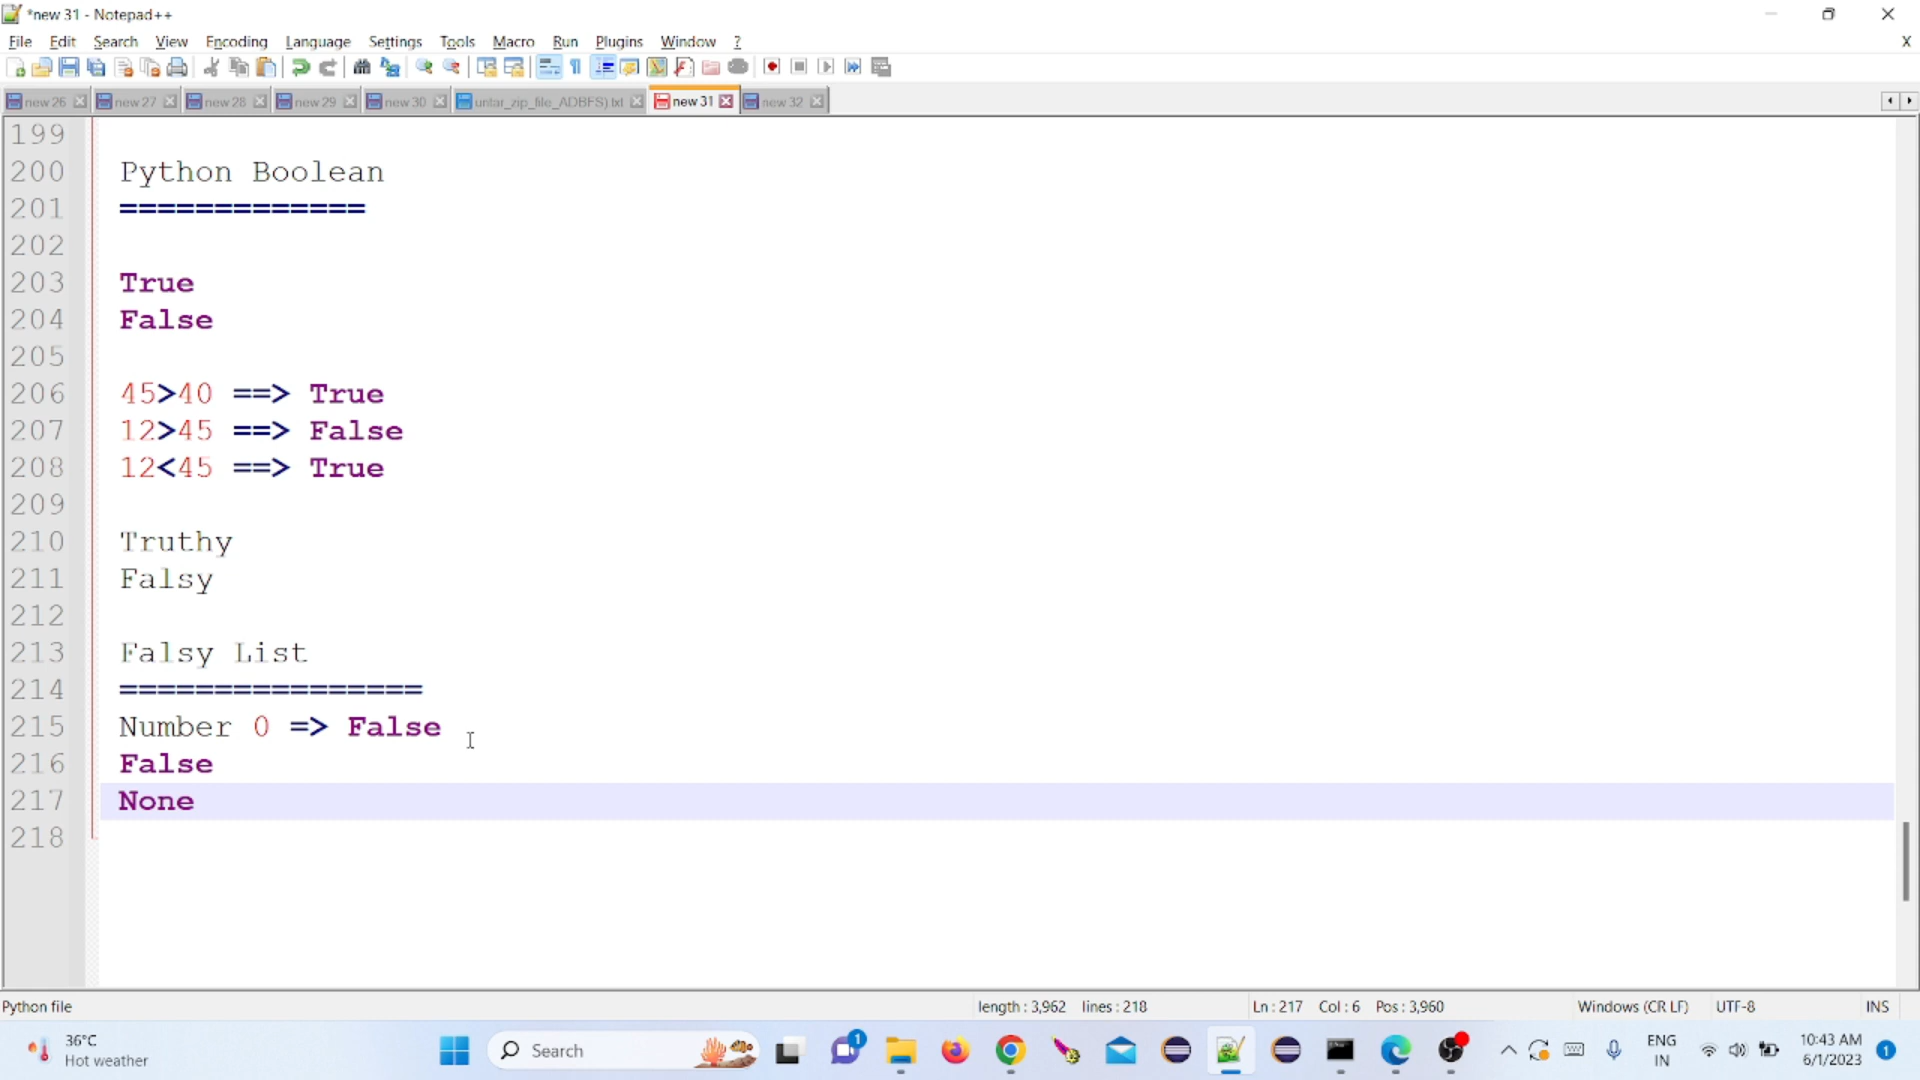 *new 31 - Notepad++
File Edit Search View Encoding Language Settings Tools Macro Run Plugins Window ?
X
new 26 new 27 new 28 new 29 new 30 untar_zip_file_ADBFS).txt new 31 new 32
199
200 Python Boolean
201 =============
202
203 True
204 False
205
206 45>40 ==> True
207 12>45 ==> False
208 12<45 ==> True
209
210 Truthy
211 Falsy
212
213 Falsy List
214 ================
215 Number 0 => False
216 False
217 None
218
Python file length : 3,962 lines : 218 Ln : 217 Col : 6 Pos : 3,960 Windows (CR LF) UTF-8 INS
36°C
Hot weather
Search
1
ENG
IN
10:43 AM
6/1/2023
1